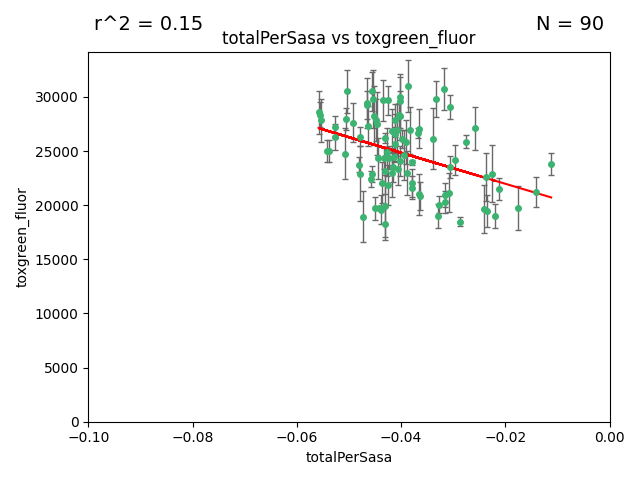 r^2 = 0.15
N = 90
totalPerSasa vs toxgreen_fluor
toxgreen_fluor
30000
25000
20000
15000
10000
5000
0
−0.10
−0.08
−0.06
−0.04
−0.02
0.00
totalPerSasa